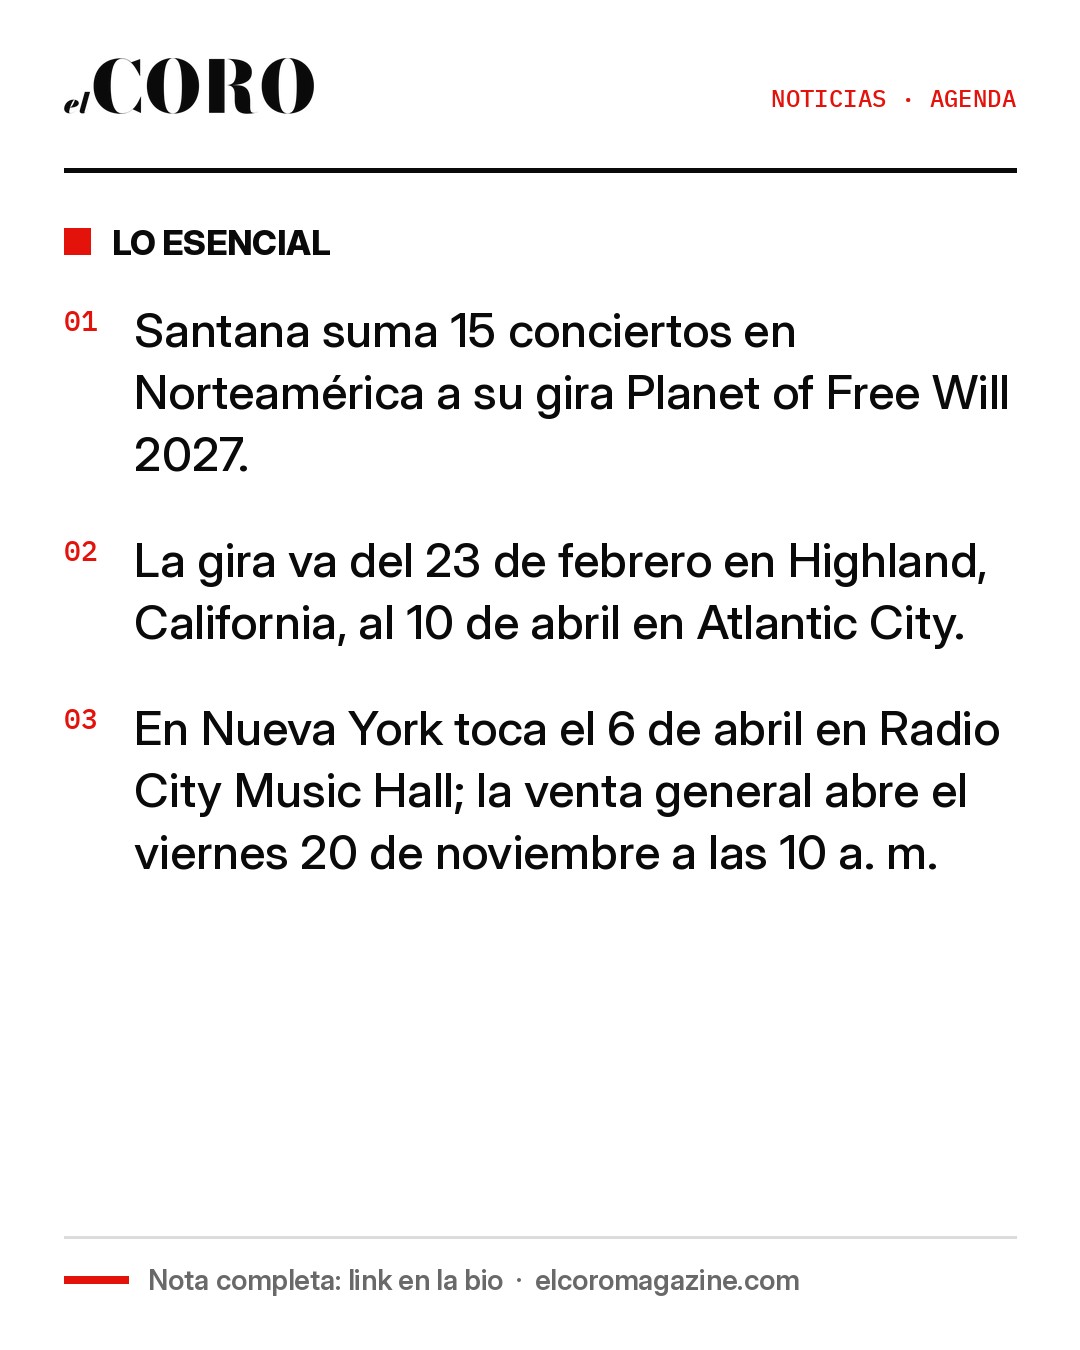 el CORO
NOTICIAS · AGENDA
LO ESENCIAL
01 Santana suma 15 conciertos en
Norteamérica a su gira Planet of Free Will
2027.
02 La gira va del 23 de febrero en Highland,
California, al 10 de abril en Atlantic City.
03 En Nueva York toca el 6 de abril en Radio
City Music Hall; la venta general abre el
viernes 20 de noviembre a las 10 a. m.
Nota completa: link en la bio · elcoromagazine.com